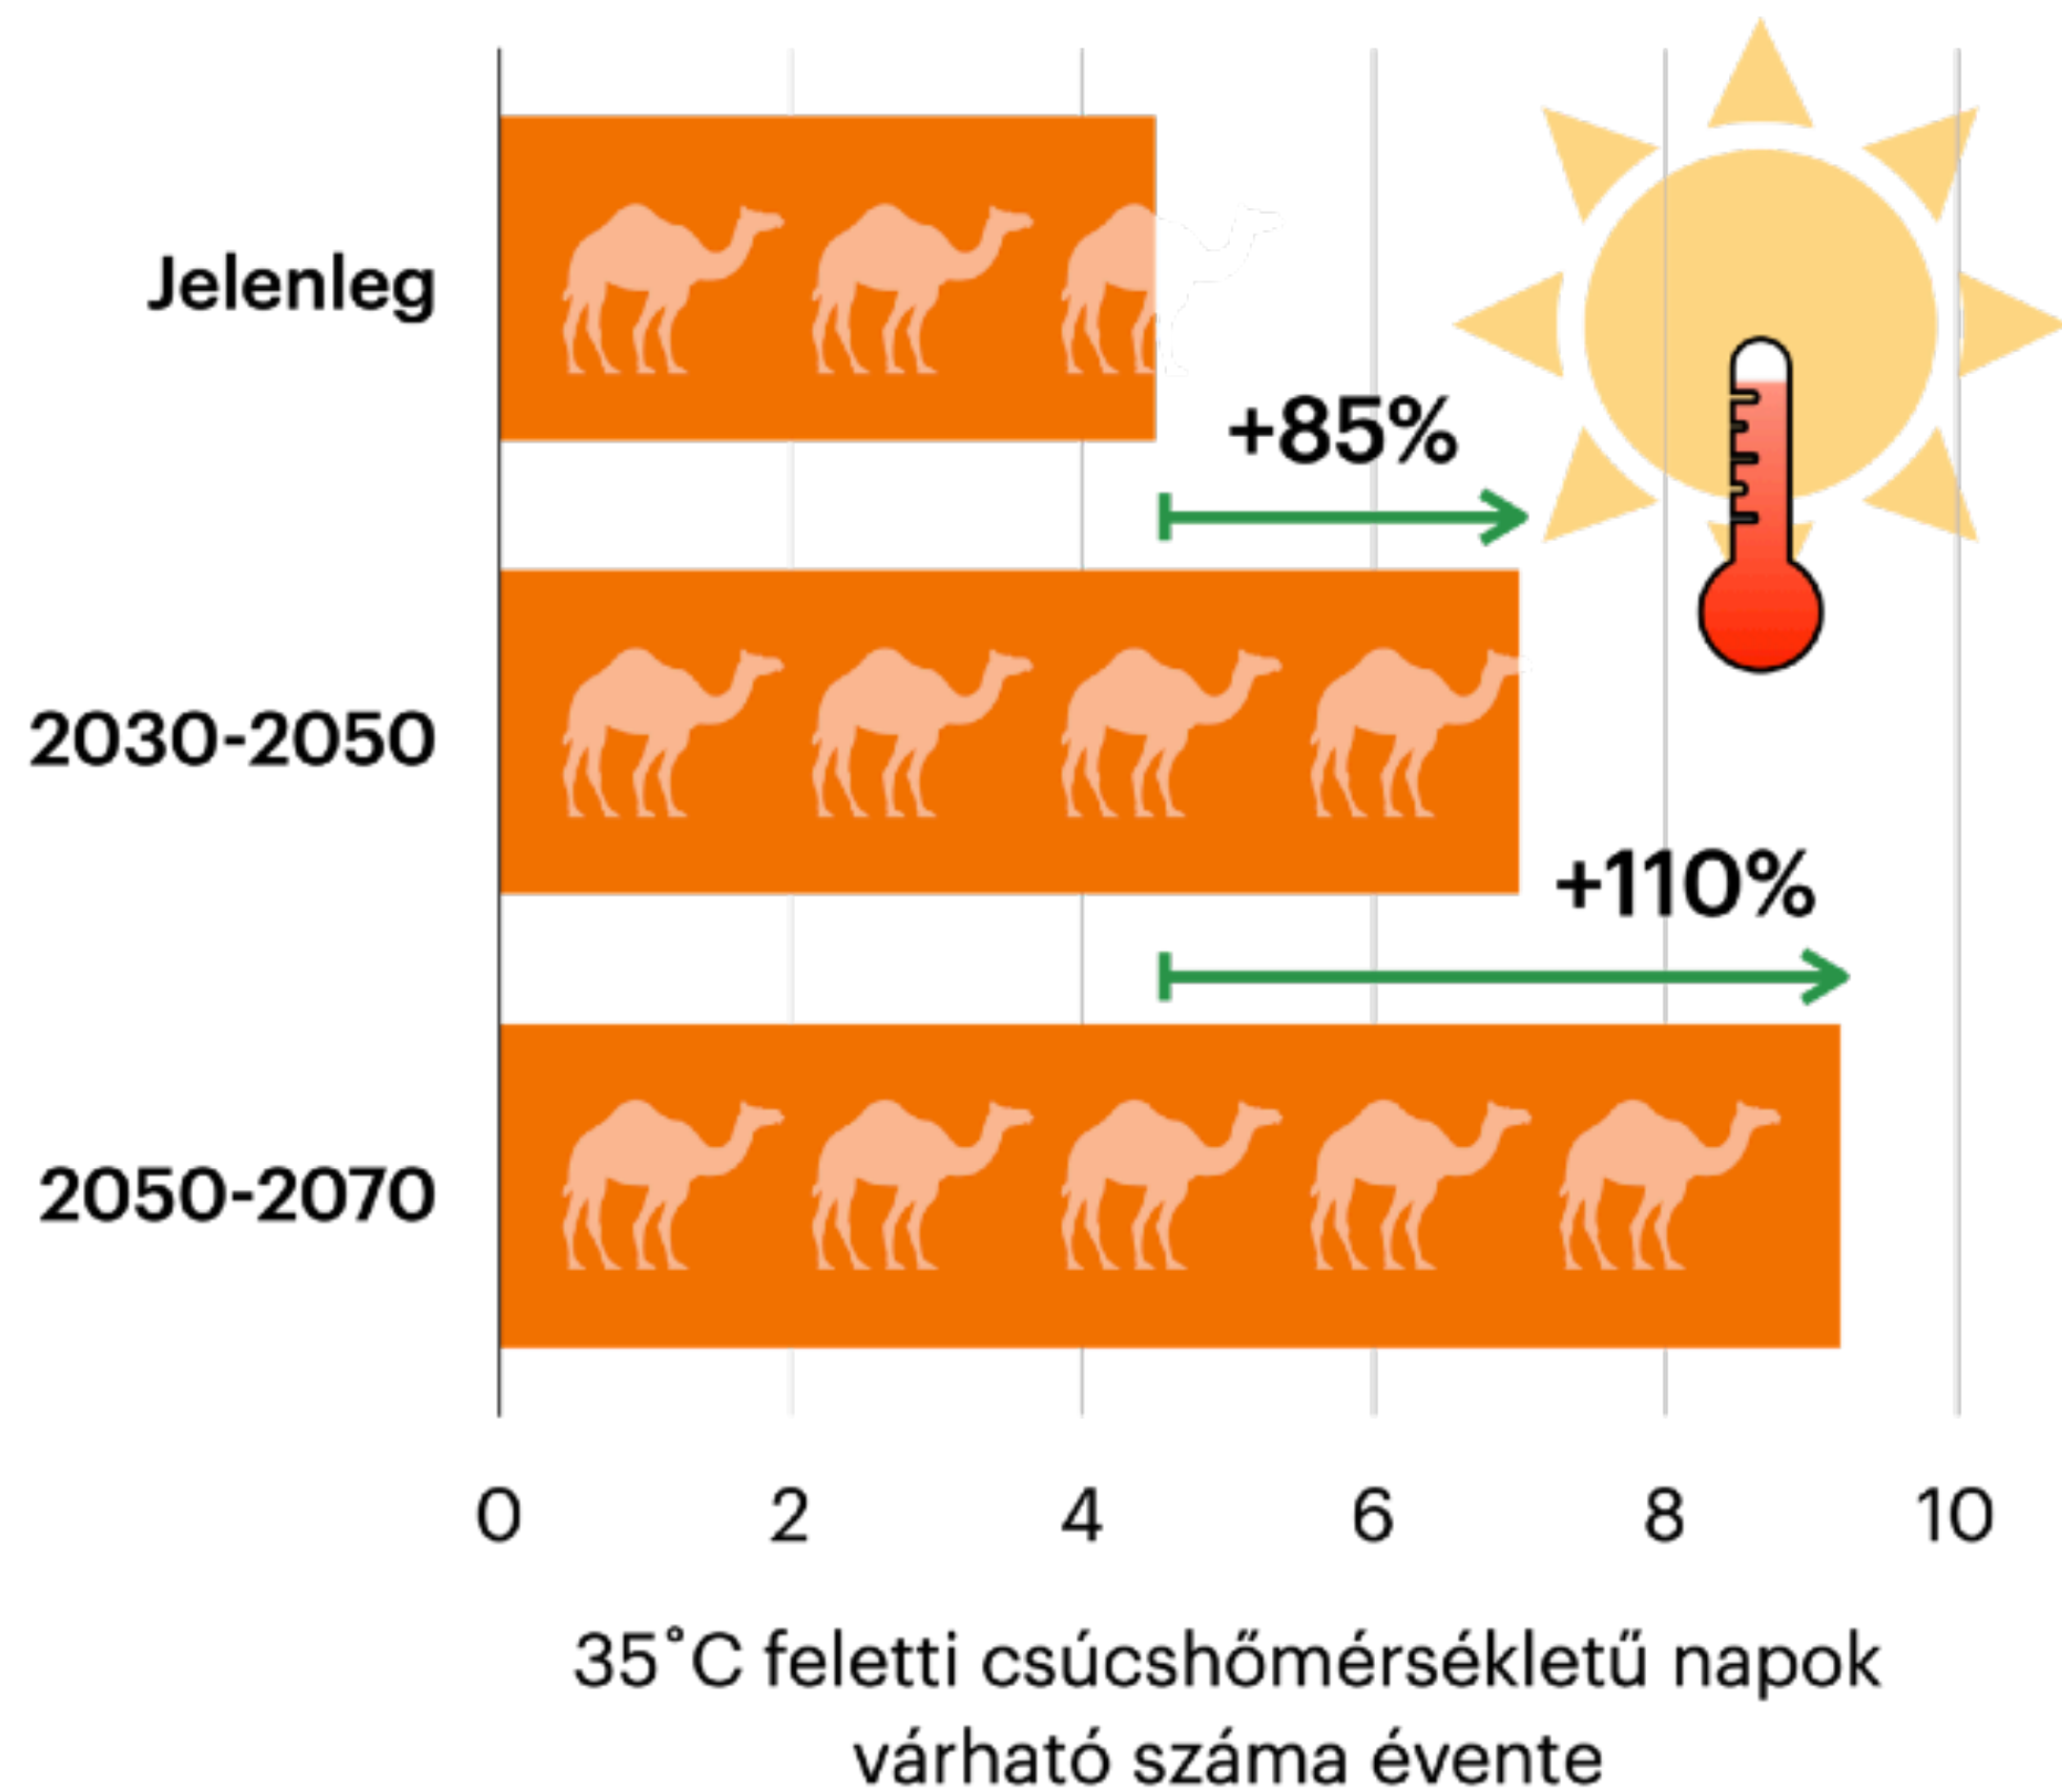 Jelenleg
+85%
2030-2050
+110%
2050-2070
0 2 4 6 8 10
35°C feletti csúcshőmérsékletű napok
várható száma évente